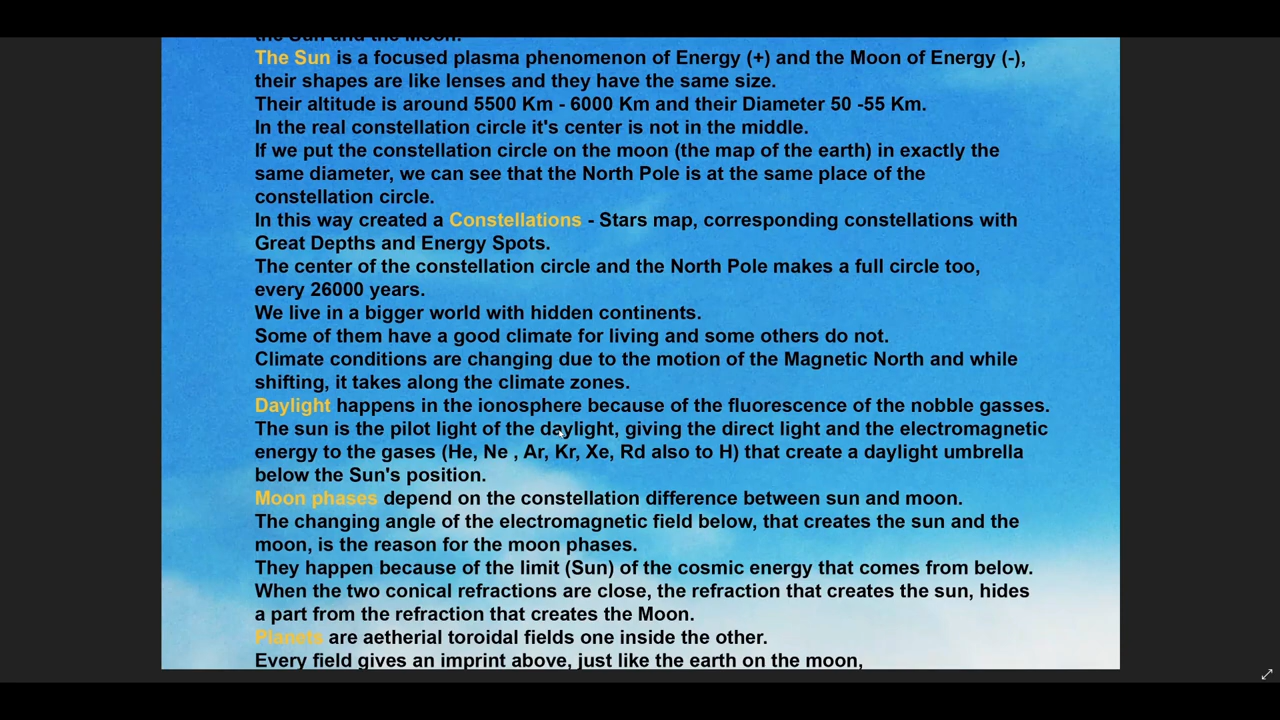 the Sun and the Moon.
The Sun is a focused plasma phenomenon of Energy (+) and the Moon of Energy (-),
their shapes are like lenses and they have the same size.
Their altitude is around 5500 Km - 6000 Km and their Diameter 50 -55 Km.
In the real constellation circle it's center is not in the middle.
If we put the constellation circle on the moon (the map of the earth) in exactly the
same diameter, we can see that the North Pole is at the same place of the
constellation circle.
In this way created a Constellations - Stars map, corresponding constellations with
Great Depths and Energy Spots.
The center of the constellation circle and the North Pole makes a full circle too,
every 26000 years.
We live in a bigger world with hidden continents.
Some of them have a good climate for living and some others do not.
Climate conditions are changing due to the motion of the Magnetic North and while
shifting, it takes along the climate zones.
Daylight happens in the ionosphere because of the fluorescence of the nobble gasses.
The sun is the pilot light of the daylight, giving the direct light and the electromagnetic
energy to the gases (He, Ne , Ar, Kr, Xe, Rd also to H) that create a daylight umbrella
below the Sun's position.
Moon phases depend on the constellation difference between sun and moon.
The changing angle of the electromagnetic field below, that creates the sun and the
moon, is the reason for the moon phases.
They happen because of the limit (Sun) of the cosmic energy that comes from below.
When the two conical refractions are close, the refraction that creates the sun, hides
a part from the refraction that creates the Moon.
Planets are aetherial toroidal fields one inside the other.
Every field gives an imprint above, just like the earth on the moon,